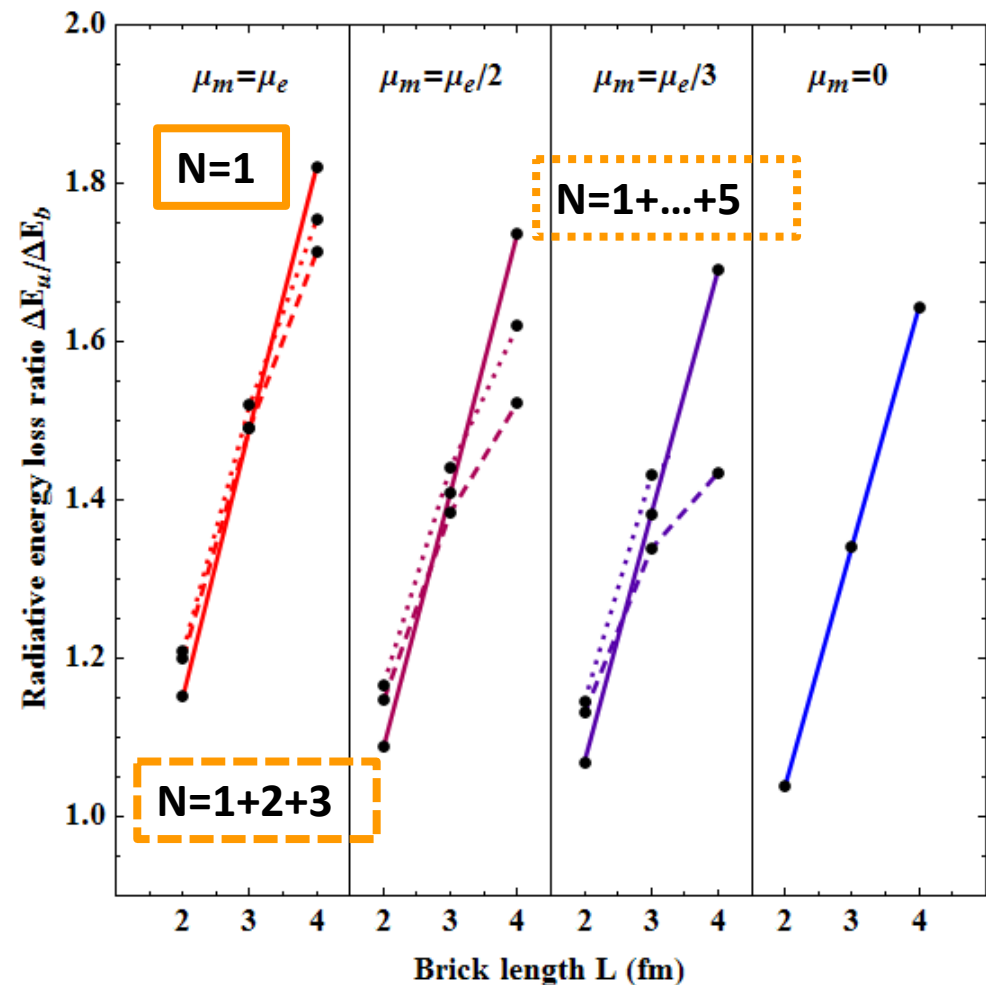 2.0
μm=μe
μm=μe/2
μm=μe/3
μm=0
N=1
1.8
N=1+...+5
1.6
1.4
1.2
N=1+2+3
1.0
Radiative energy loss ratio ΔEu/ΔEb
2 3 4 2 3 4 2 3 4 2 3 4
Brick length L (fm)